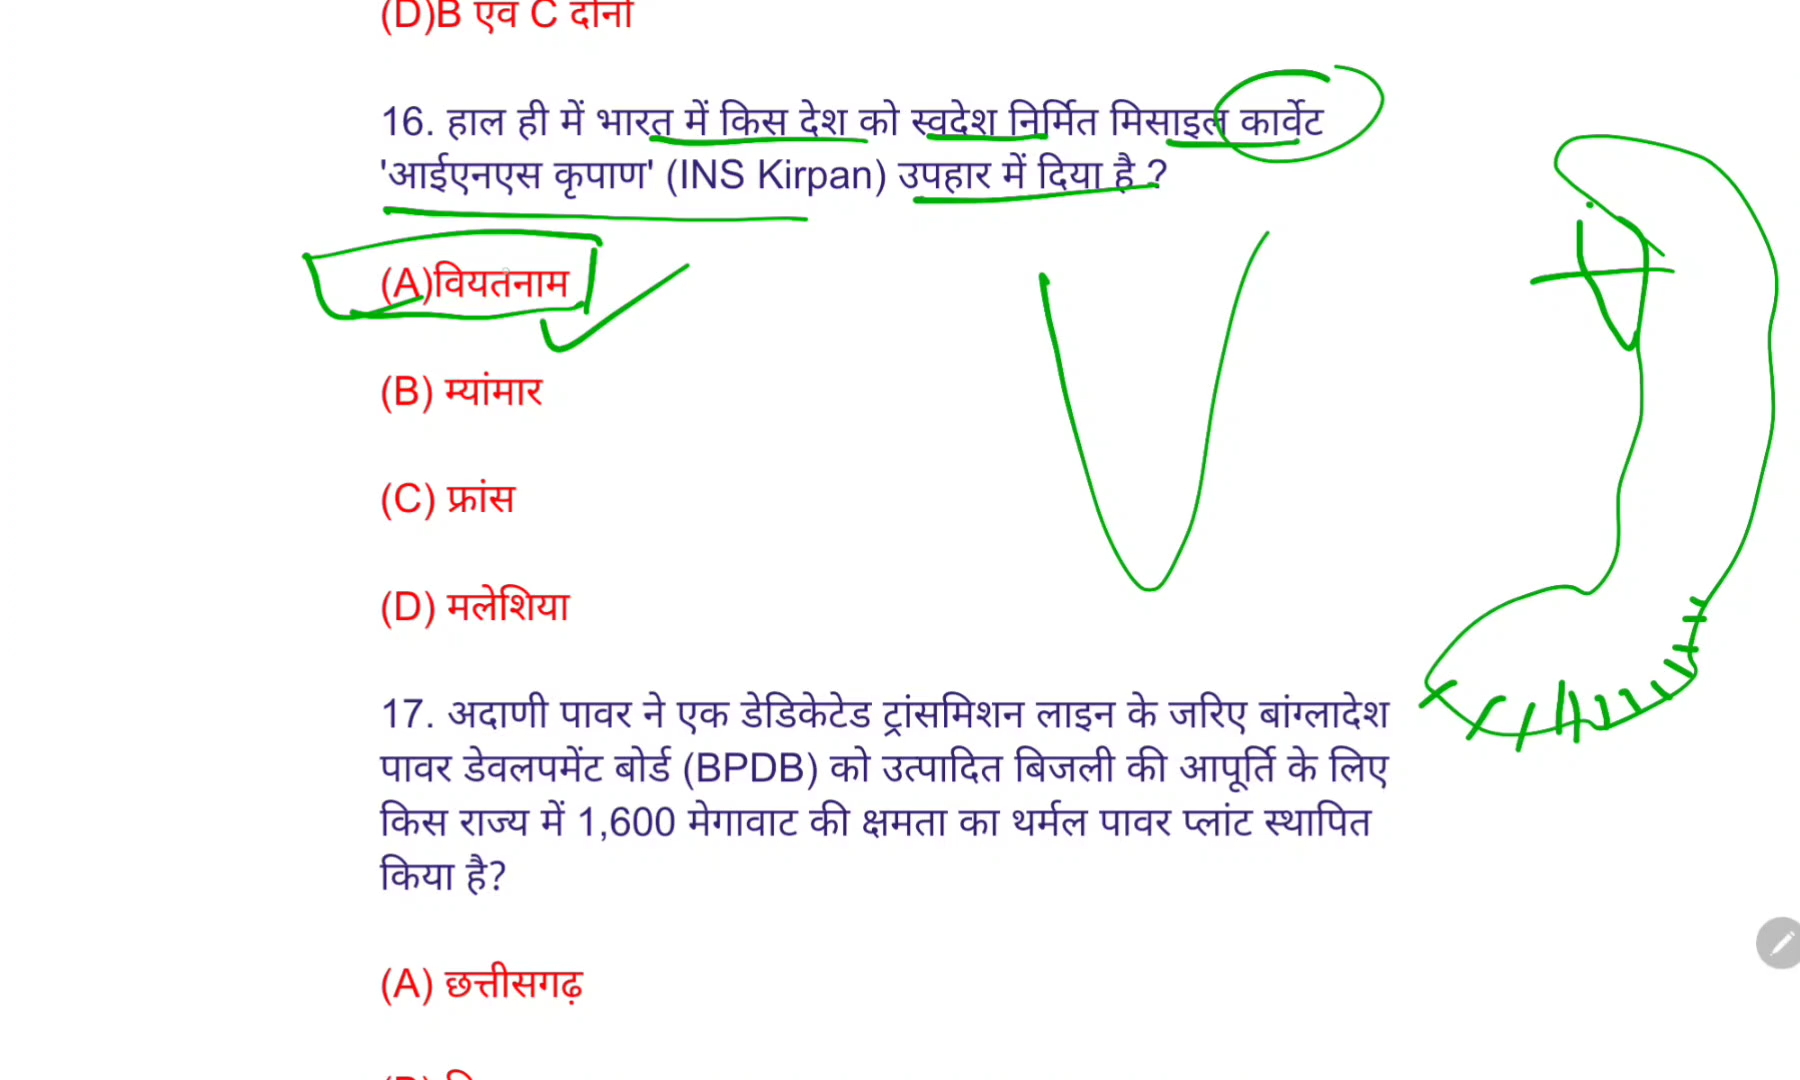 (D)B एवं C दोनों
16. हाल ही में भारत में किस देश को स्वदेश निर्मित मिसाइल कार्वेट
'आईएनएस कृपाण' (INS Kirpan) उपहार में दिया है ?
(A)वियतनाम
(B) म्यांमार
(C) फ्रांस
(D) मलेशिया
17. अदाणी पावर ने एक डेडिकेटेड ट्रांसमिशन लाइन के जरिए बांग्लादेश
पावर डेवलपमेंट बोर्ड (BPDB) को उत्पादित बिजली की आपूर्ति के लिए
किस राज्य में 1,600 मेगावाट की क्षमता का थर्मल पावर प्लांट स्थापित
किया है?
(A) छत्तीसगढ़